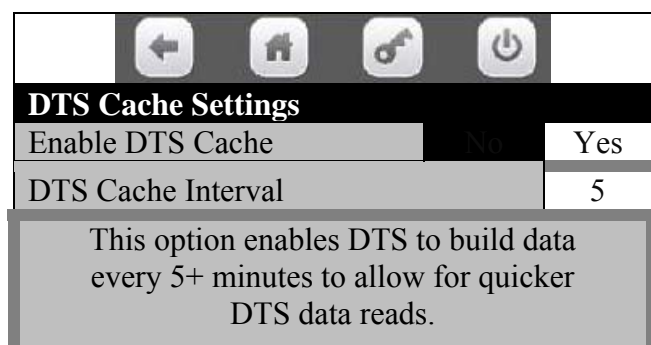 DTS Cache Settings
Enable DTS Cache No Yes
DTS Cache Interval 5
This option enables DTS to build data
every 5+ minutes to allow for quicker
DTS data reads.